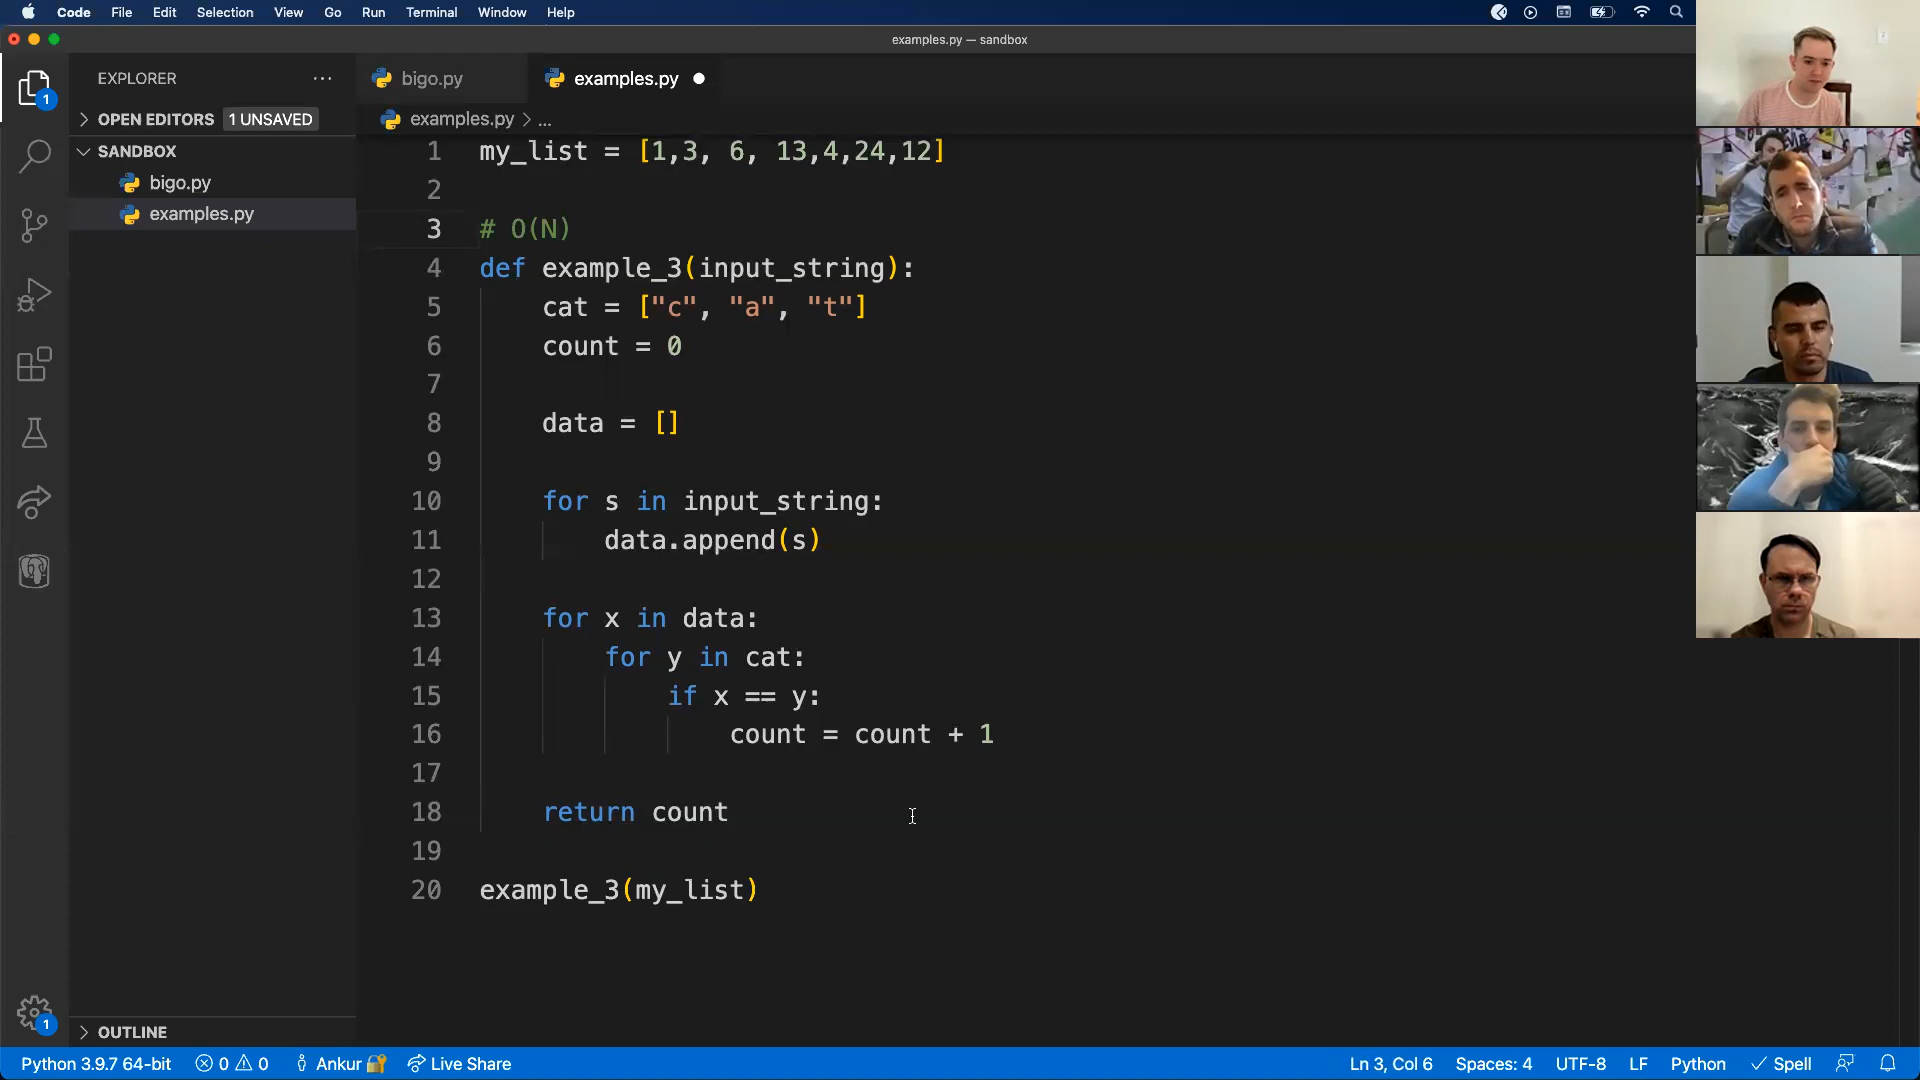 Code File Edit Selection View Go Run Terminal Window Help
examples.py — sandbox
EXPLORER ...
bigo.py
examples.py
OPEN EDITORS 1 UNSAVED
examples.py > ...
SANDBOX
bigo.py
examples.py
1 my_list = [1,3, 6, 13,4,24,12]
2
3 # O(N)
4 def example_3(input_string):
5 cat = ["c", "a", "t"]
6 count = 0
7
8 data = []
9
10 for s in input_string:
11 data.append(s)
12
13 for x in data:
14 for y in cat:
15 if x == y:
16 count = count + 1
17
18 return count
19
20 example_3(my_list)
1
1
OUTLINE
Python 3.9.7 64-bit 0 0 Ankur Live Share Ln 3, Col 6 Spaces: 4 UTF-8 LF Python Spell